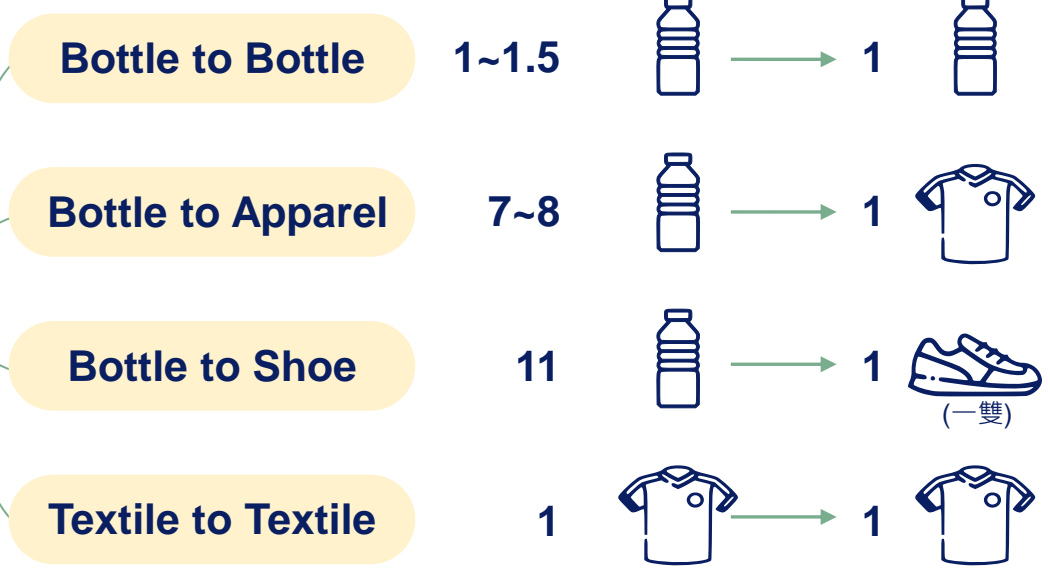 Bottle to Bottle 1~1.5 1
Bottle to Apparel 7~8 1
Bottle to Shoe 11 1
(一雙)
Textile to Textile 1 1